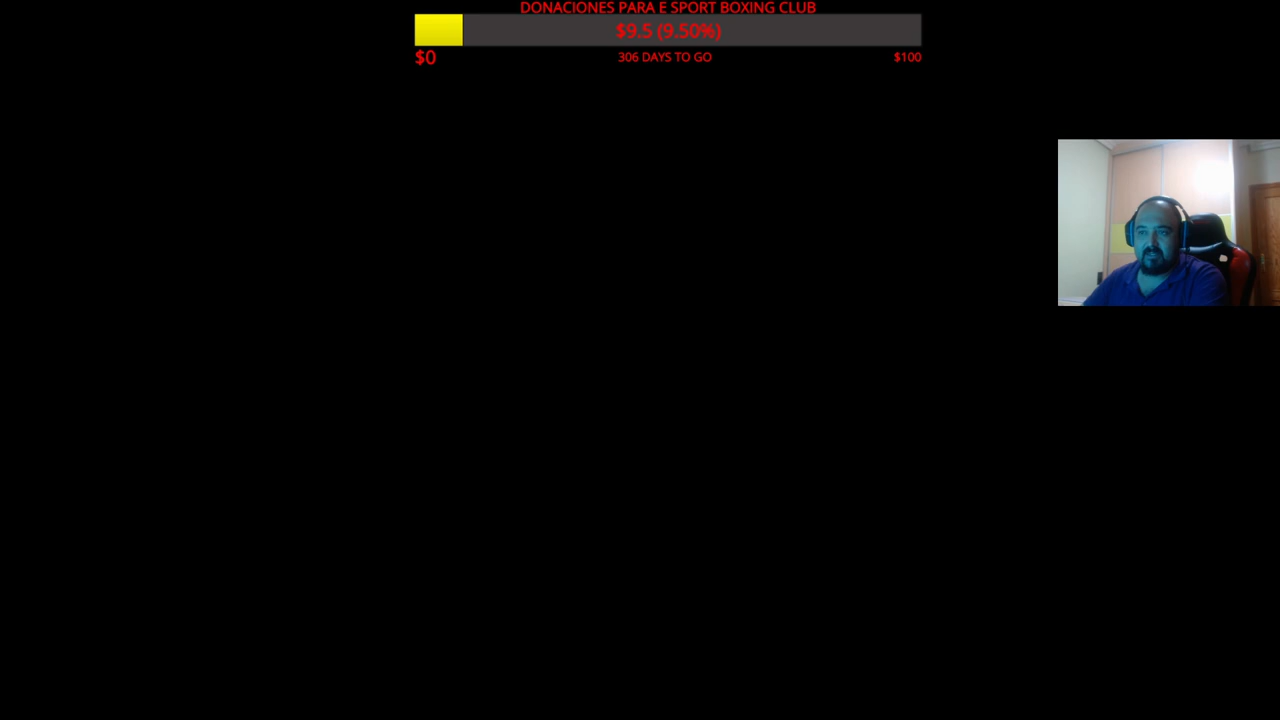 DONACIONES PARA E SPORT BOXING CLUB
$9.5 (9.50%)
$0 306 DAYS TO GO $100